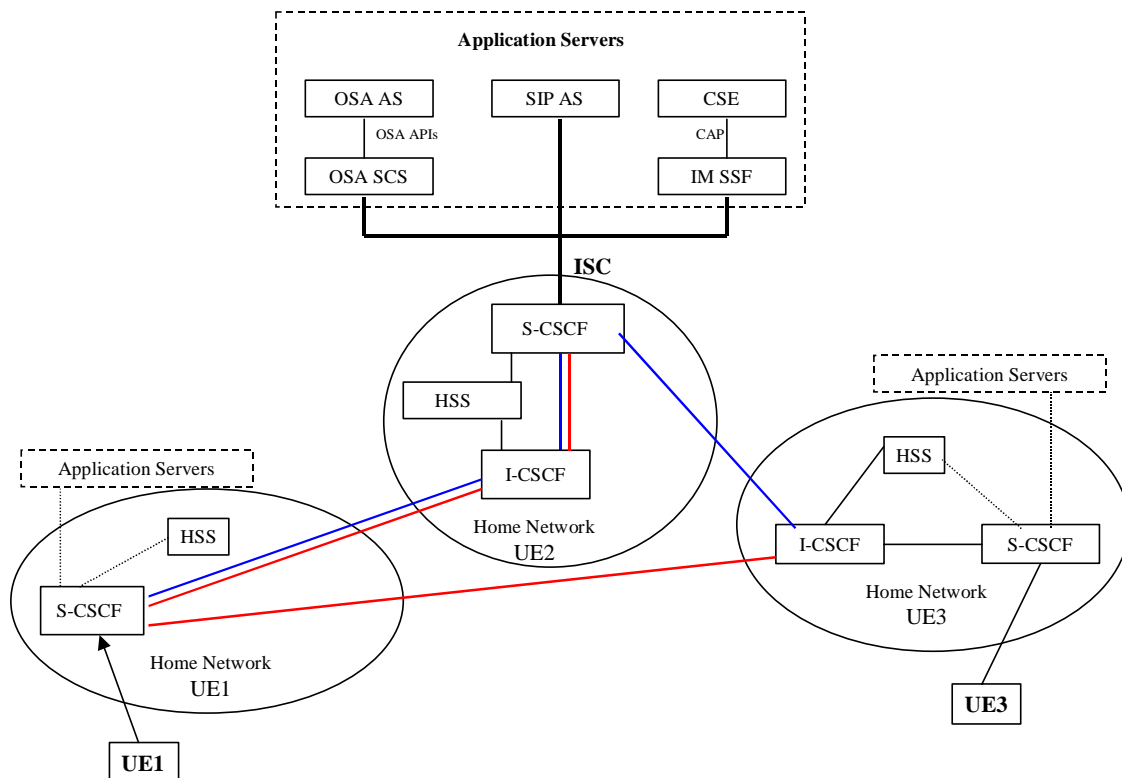 Application Servers
OSA AS
SIP AS
CSE
OSA APIs
CAP
OSA SCS
IM SSF
ISC
S-CSCF
HSS
I-CSCF
Home Network
UE2
Application Servers
HSS
I-CSCF
S-CSCF
Home Network
UE3
UE3
Application Servers
HSS
S-CSCF
Home Network
UE1
UE1